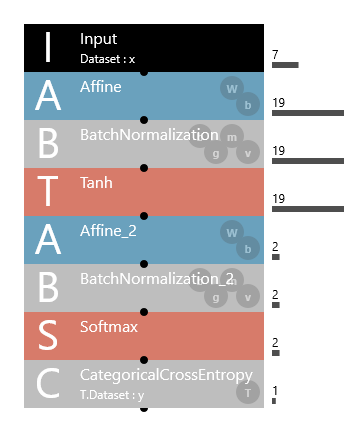 I Input
Dataset : x
7
A Affine W
b
19
B BatchNormalization m
g v
19
T Tanh
19
A Affine_2 W
b
2
B BatchNormalization_2
g v
2
S Softmax
2
C CategoricalCrossEntropy
T.Dataset : y T
1